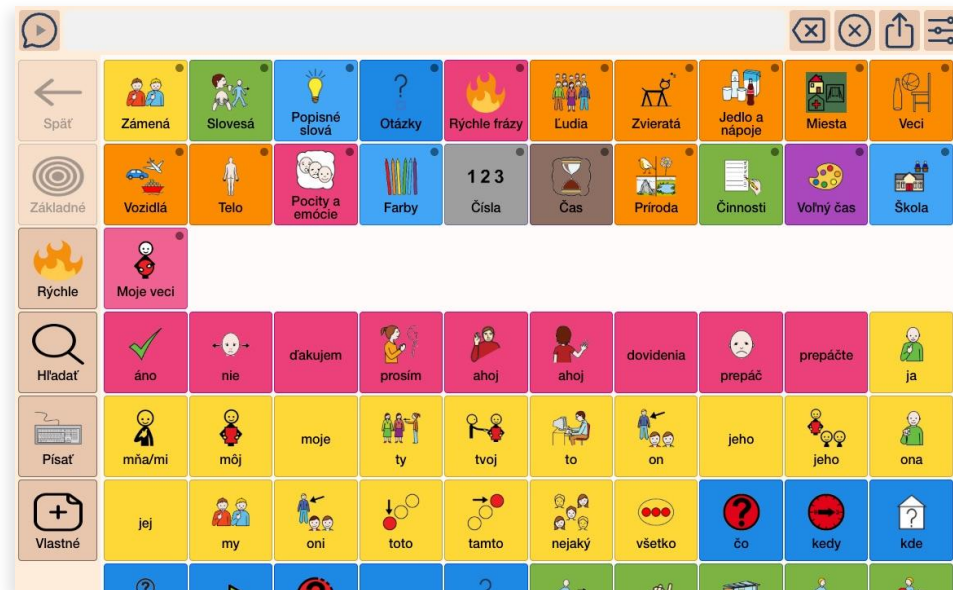 Späť
Zámená
Slovesá
Popisné
slová
?
Otázky
Rýchle frázy
Ľudia
Zvieratá
Jedlo a
nápoje
Miesta
Veci
Základné
Vozidlá
Telo
Pocity a
emócie
Farby
1 2 3
Čísla
Čas
Príroda
Činnosti
Voľný čas
Škola
Rýchle
Moje veci
Hľadať
áno
nie
ďakujem
prosím
ahoj
ahoj
dovidenia
prepáč
prepáčte
ja
Písať
mňa/mi
môj
moje
ty
tvoj
to
on
jeho
jeho
ona
Vlastné
jej
my
oni
toto
tamto
nejaký
všetko
?
čo
kedy
?
kde